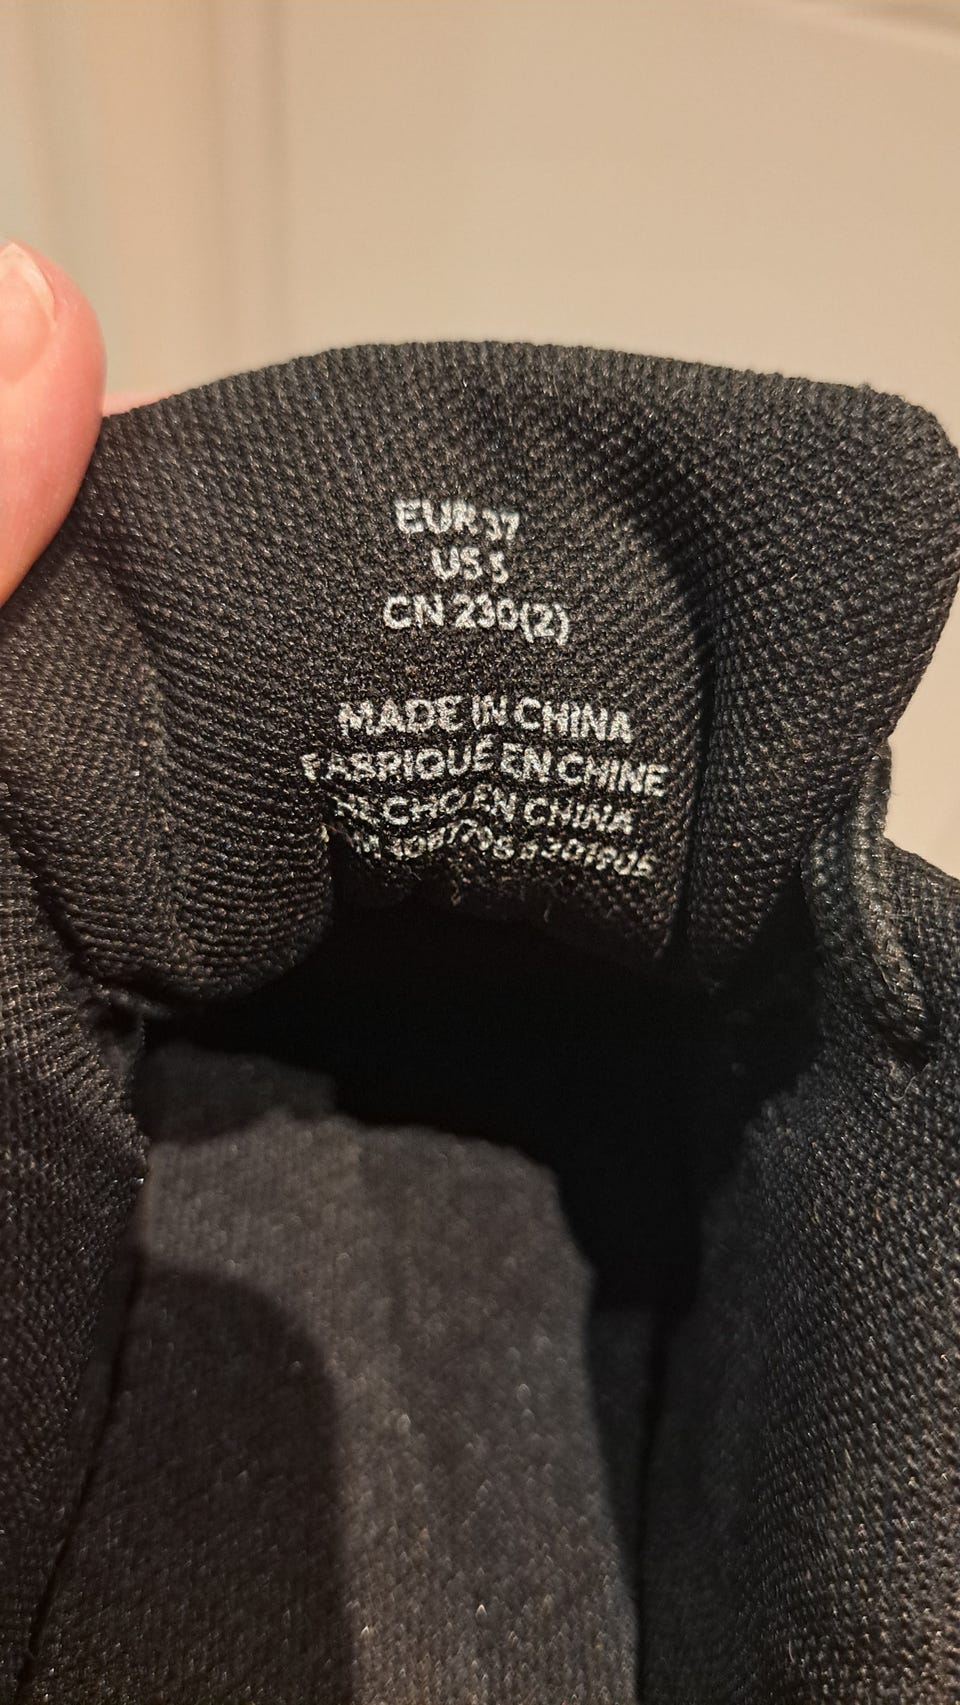 EUR 37
US 5
CN 230(2)
MADE IN CHINA
FABRIQUÉ EN CHINE
HECHO EN CHINA